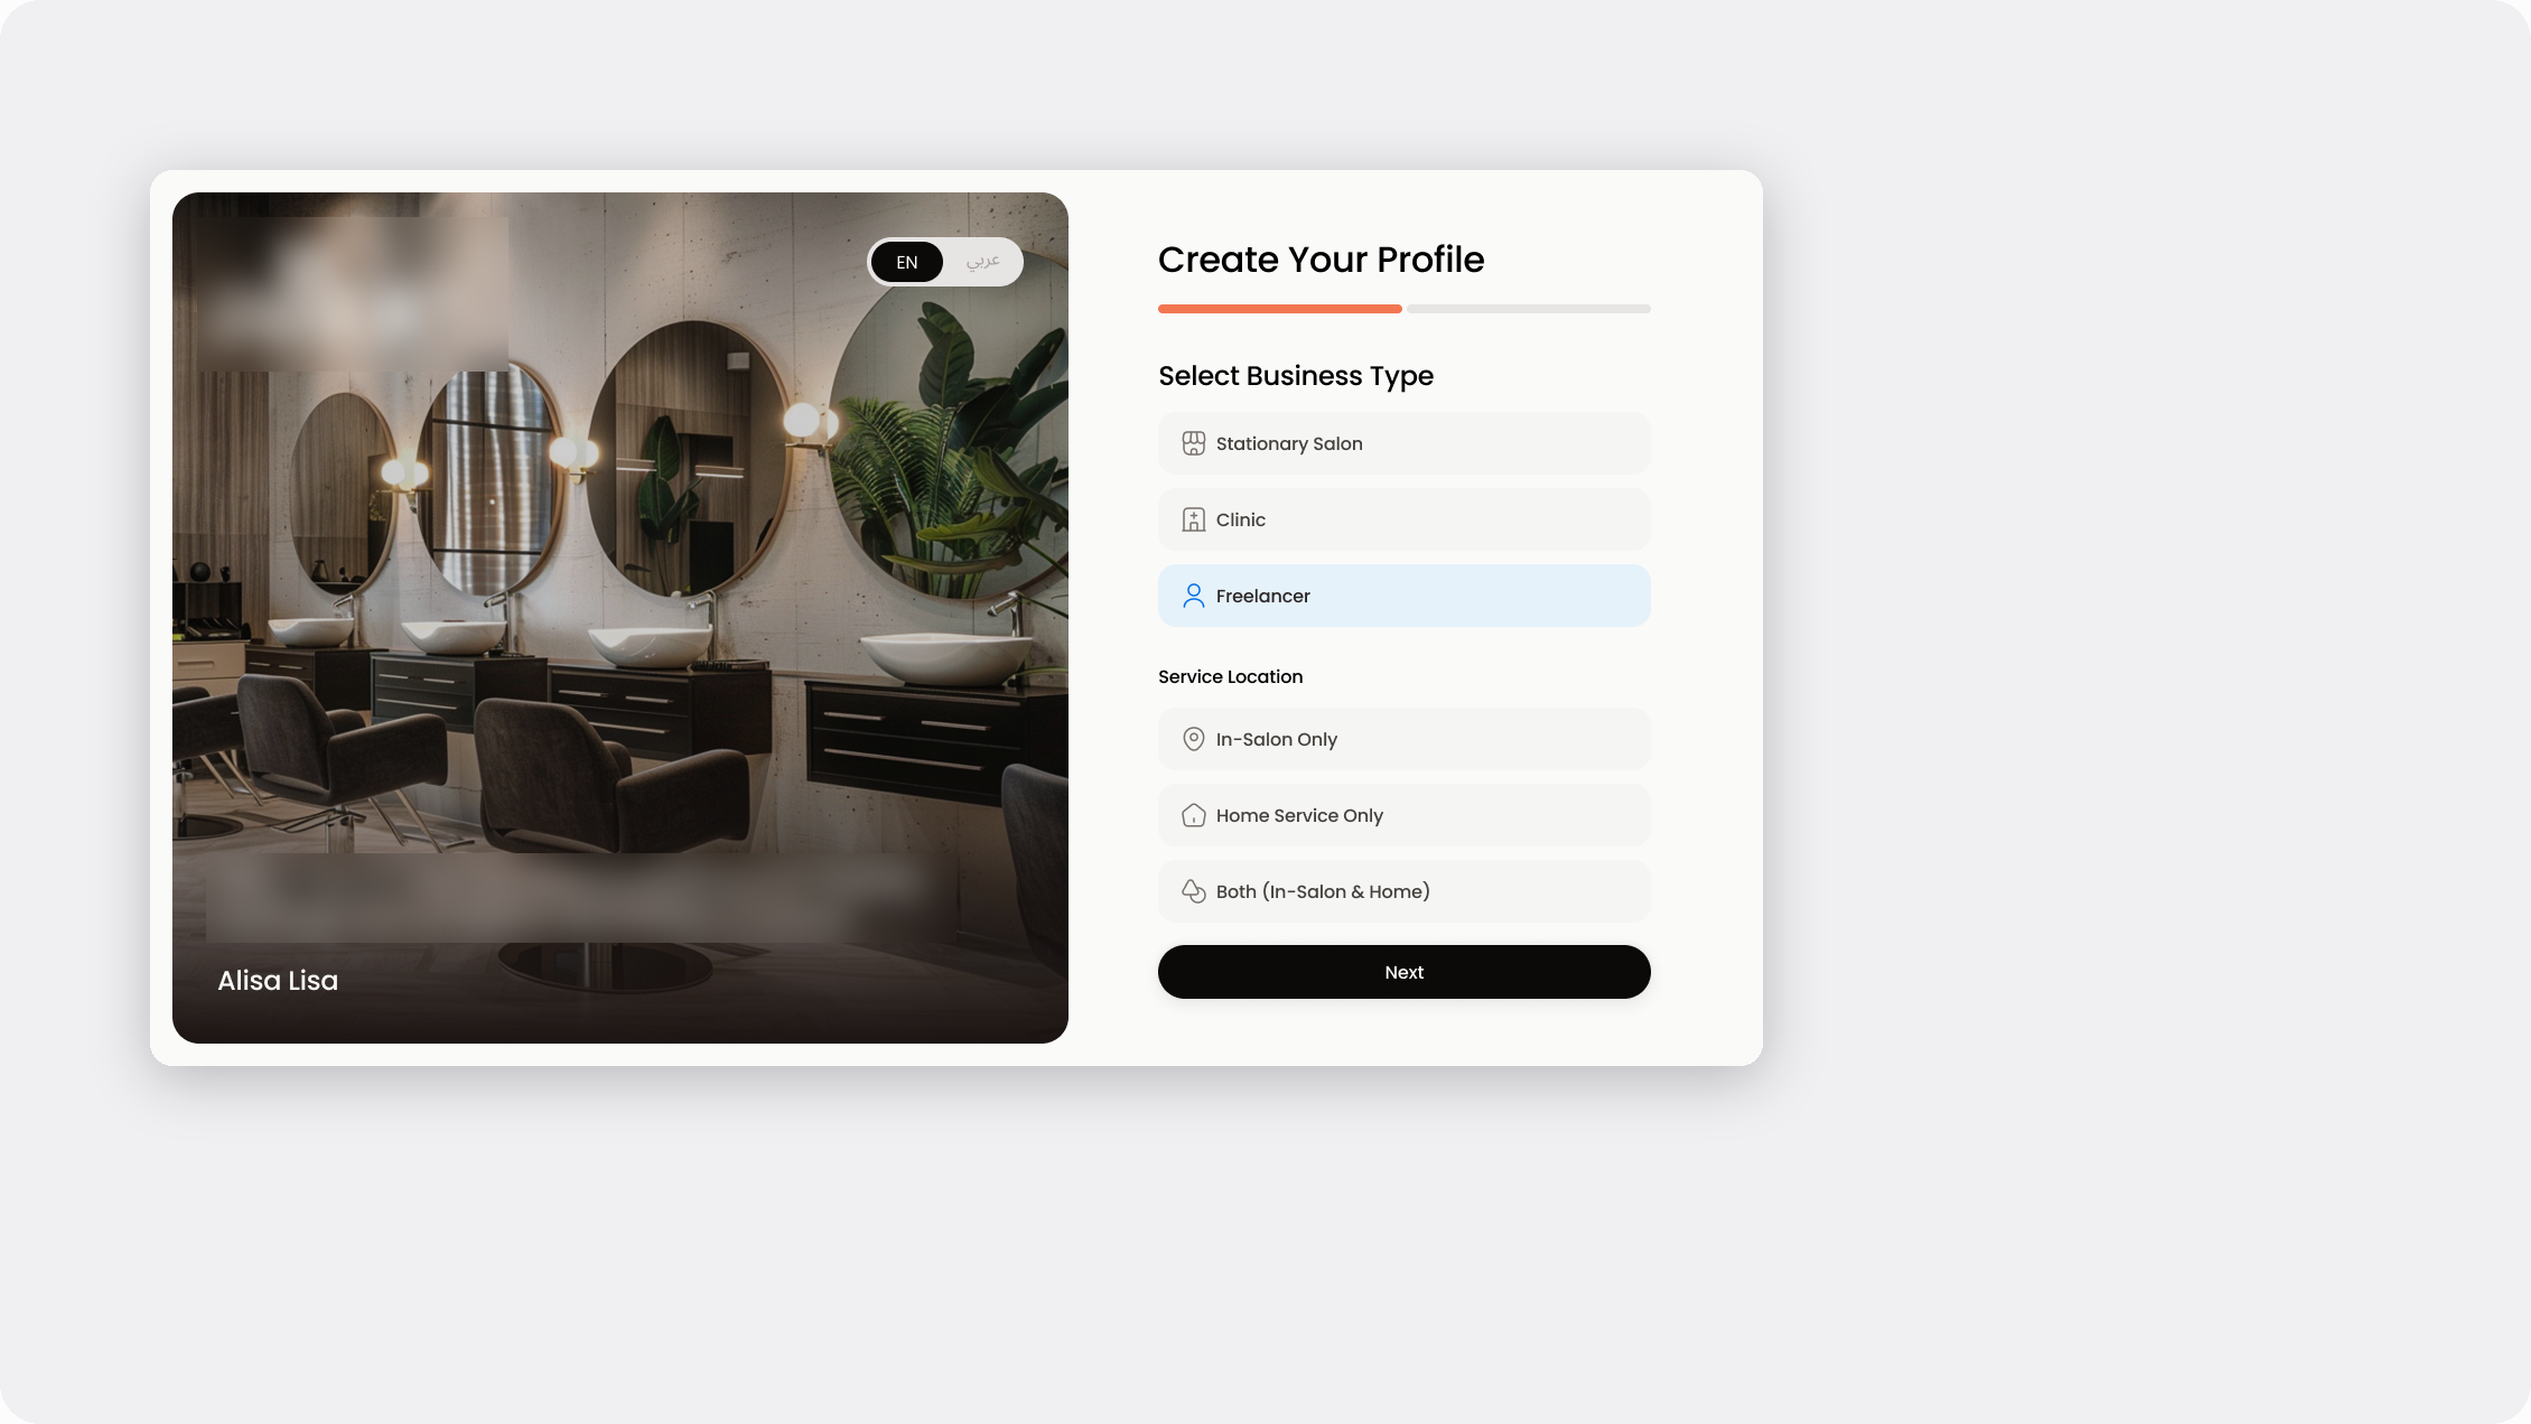 EN
عربي
Alisa Lisa
Create Your Profile
Select Business Type
Stationary Salon
Clinic
Freelancer
Service Location
In-Salon Only
Home Service Only
Both (In-Salon & Home)
Next